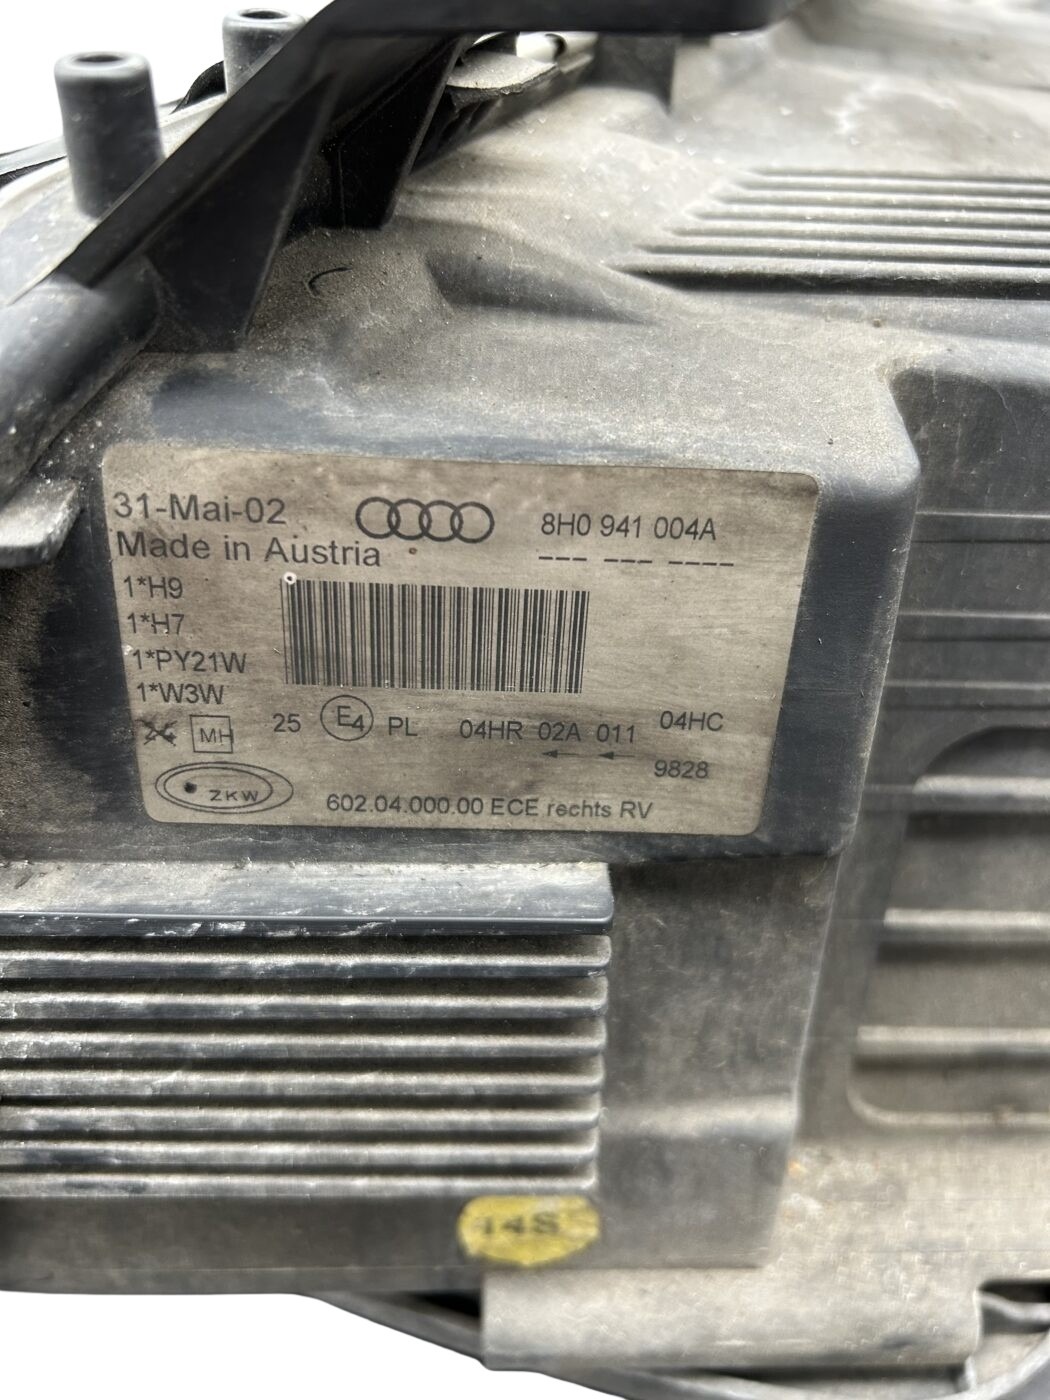 31-Mai-02
8H0 941 004A
Made in Austria
--- --- ----
1*H9
1*H7
1*PY21W
1*W3W
MH 25 E4 PL 04HR 02A 011 04HC
9828
ZKW
602.04.000.00 ECE rechts RV
14S